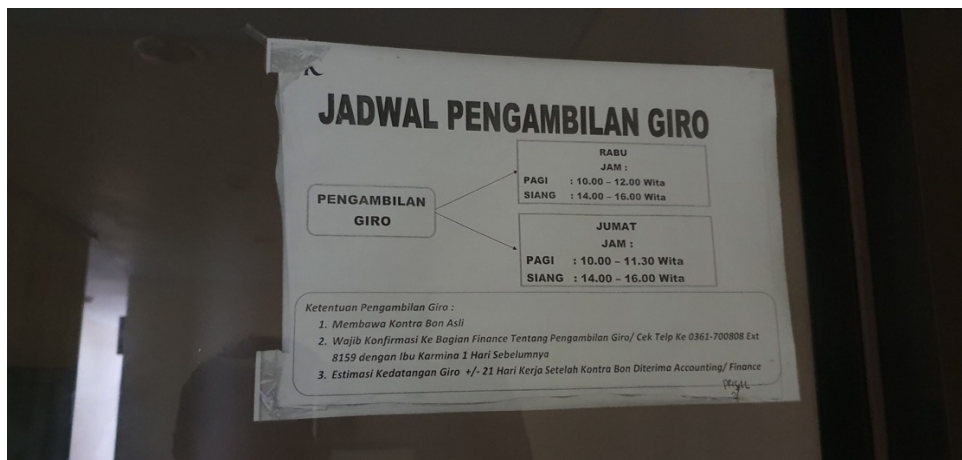 JADWAL PENGAMBILAN GIRO
PENGAMBILAN
GIRO
RABU
JAM :
PAGI : 10.00 – 12.00 Wita
SIANG : 14.00 – 16.00 Wita
JUMAT
JAM :
PAGI : 10.00 – 11.30 Wita
SIANG : 14.00 – 16.00 Wita
Ketentuan Pengambilan Giro :
1. Membawa Kontra Bon Asli
2. Wajib Konfirmasi Ke Bagian Finance Tentang Pengambilan Giro/ Cek Telp Ke 0361-700808 Ext
8159 dengan Ibu Karmina 1 Hari Sebelumnya
3. Estimasi Kedatangan Giro +/- 21 Hari Kerja Setelah Kontra Bon Diterima Accounting/ Finance